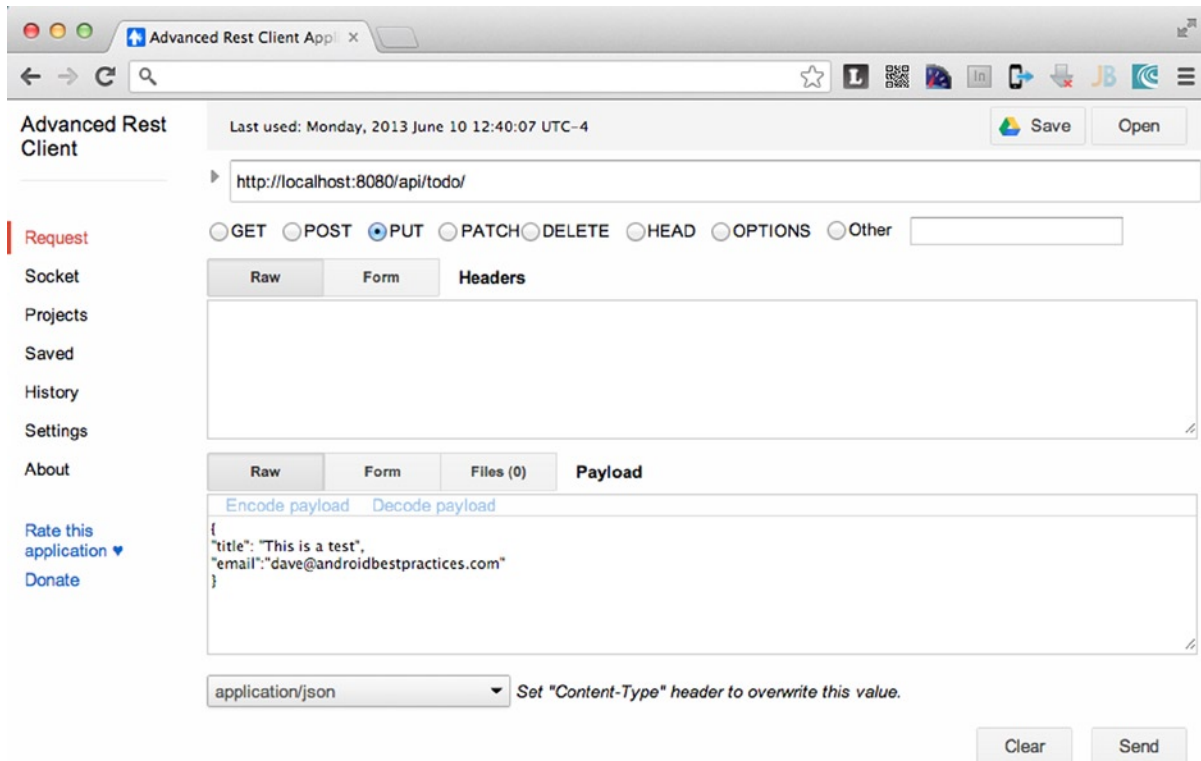 Advanced Rest Client Appl
L
In
JB
Advanced Rest
Client
Last used: Monday, 2013 June 10 12:40:07 UTC-4
Save
Open
http://localhost:8080/api/todo/
Request
GET POST PUT PATCH DELETE HEAD OPTIONS Other
Socket
Raw Form Headers
Projects
Saved
History
Settings
About
Raw Form Files (0) Payload
Encode payload Decode payload
Rate this
application ♥
Donate
{
"title": "This is a test",
"email":"dave@androidbestpractices.com"
}
application/json
Set "Content-Type" header to overwrite this value.
Clear
Send